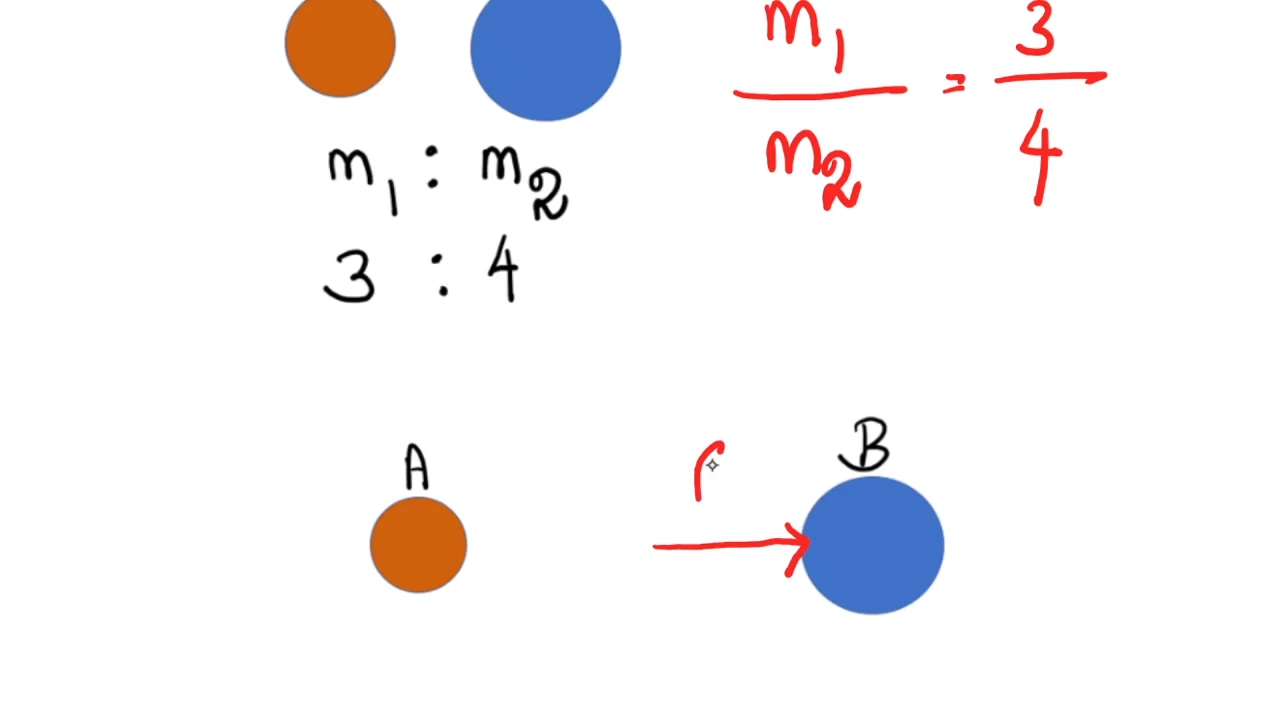 m₁ : m₂
3 : 4
m₁/m₂ = 3/4
A
B